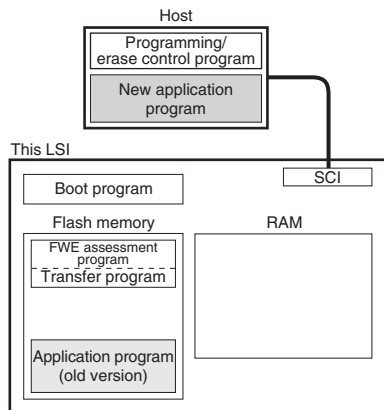 Host
Programming/
erase control program
New application
program
This LSI
SCI
Boot program
Flash memory
RAM
FWE assessment
program
Transfer program
Application program
(old version)